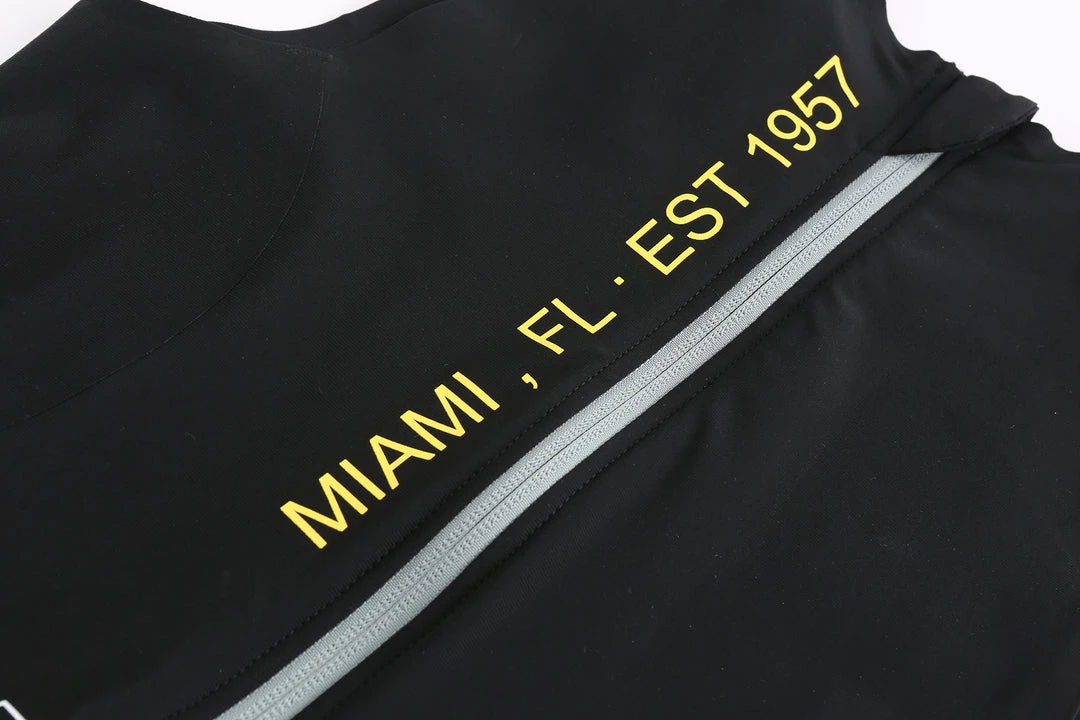 MIAMI , FL · EST 1957